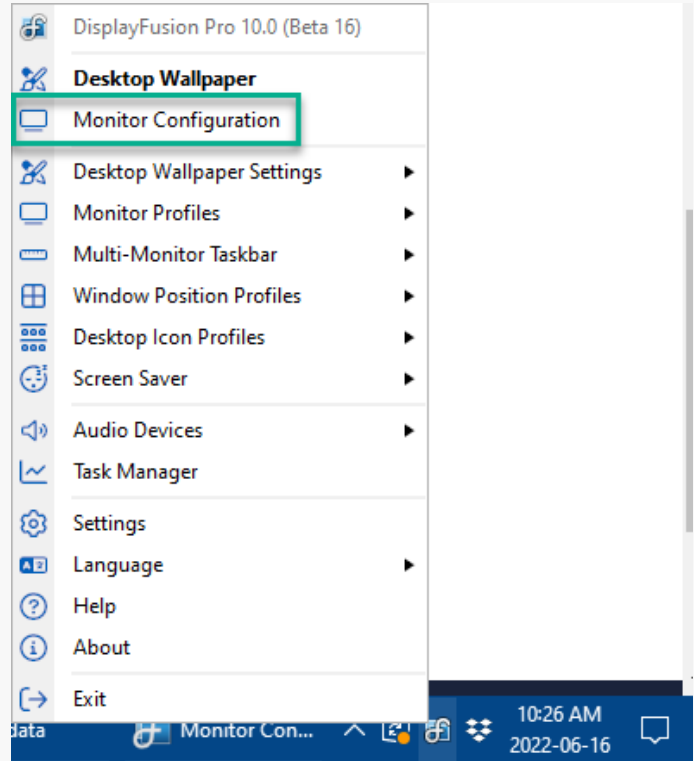 DisplayFusion Pro 10.0 (Beta 16)
Desktop Wallpaper
Monitor Configuration
Desktop Wallpaper Settings
Monitor Profiles
Multi-Monitor Taskbar
Window Position Profiles
Desktop Icon Profiles
Screen Saver
Audio Devices
Task Manager
Settings
Language
Help
About
Exit
data
Monitor Con...
10:26 AM
2022-06-16